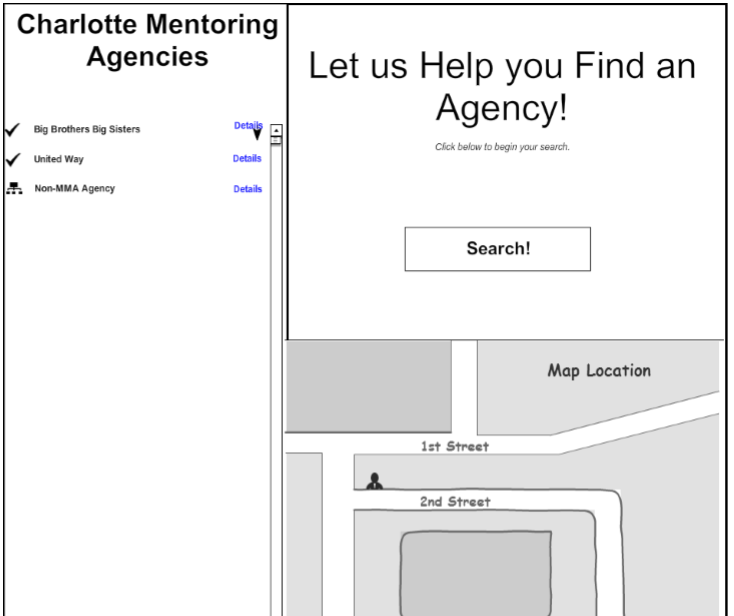 Charlotte Mentoring
Agencies
Big Brothers Big Sisters Details
United Way Details
Non-MMA Agency Details
Let us Help you Find an
Agency!
Click below to begin your search.
Search!
Map Location
1st Street
2nd Street